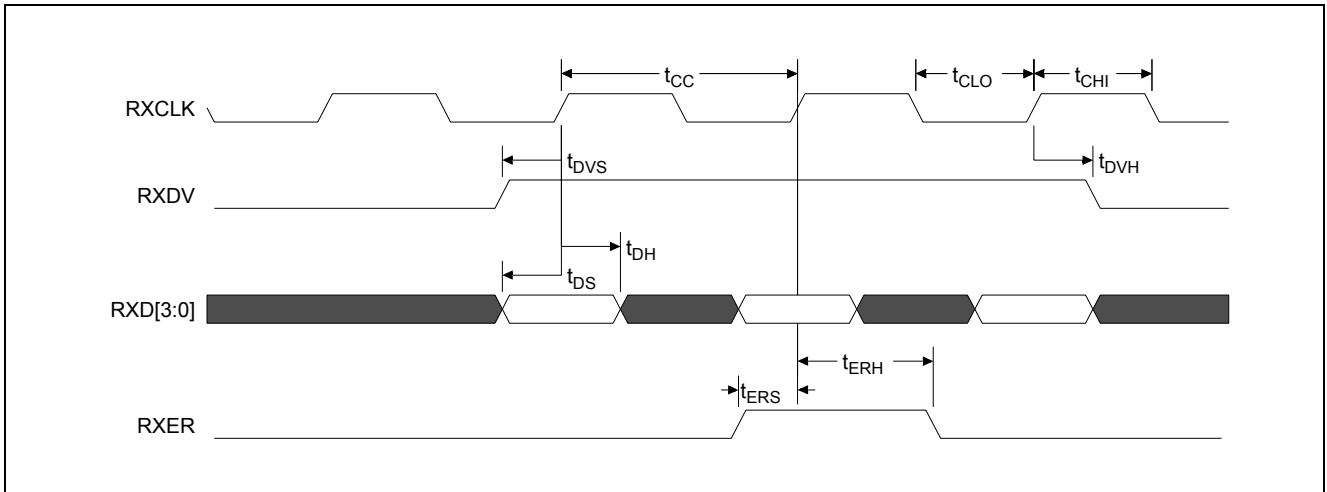 tCC
tCLO
tCHI
RXCLK
tDVS
tDVH
RXDV
tDH
tDS
RXD[3:0]
tERH
tERS
RXER